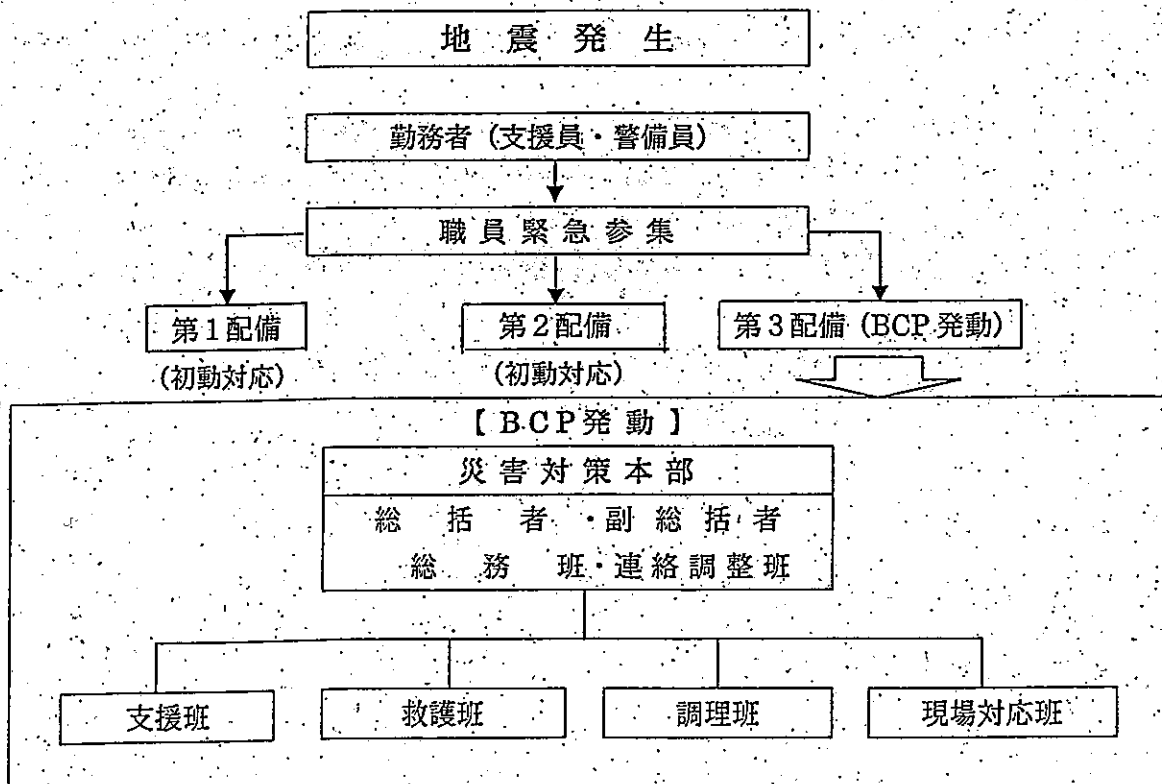 地震発生
勤務者（支援員・警備員）
職員緊急参集
第1配備
第2配備
第3配備（BCP発動）
（初動対応）
（初動対応）
【BCP発動】
災害対策本部
総括者・副総括者
総務班・連絡調整班
支援班
救護班
調理班
現場対応班